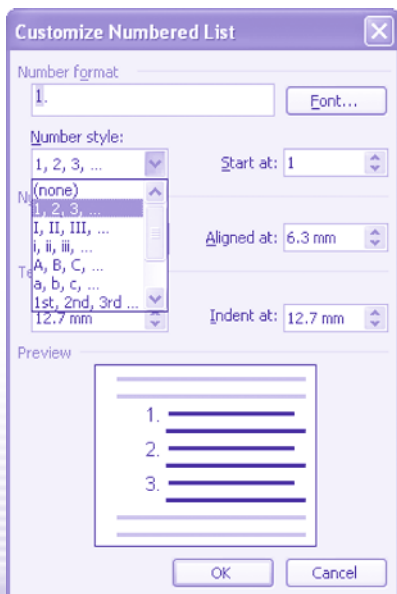 Customize Numbered List
Number format
1.
Font...
Number style:
1, 2, 3, ...
Start at: 1
(none)
1, 2, 3, ...
I, II, III, ...
i, ii, iii, ...
Aligned at: 6.3 mm
A, B, C, ...
a, b, c, ...
1st, 2nd, 3rd ...
12.7 mm
Indent at: 12.7 mm
Preview
1.
2.
3.
OK
Cancel